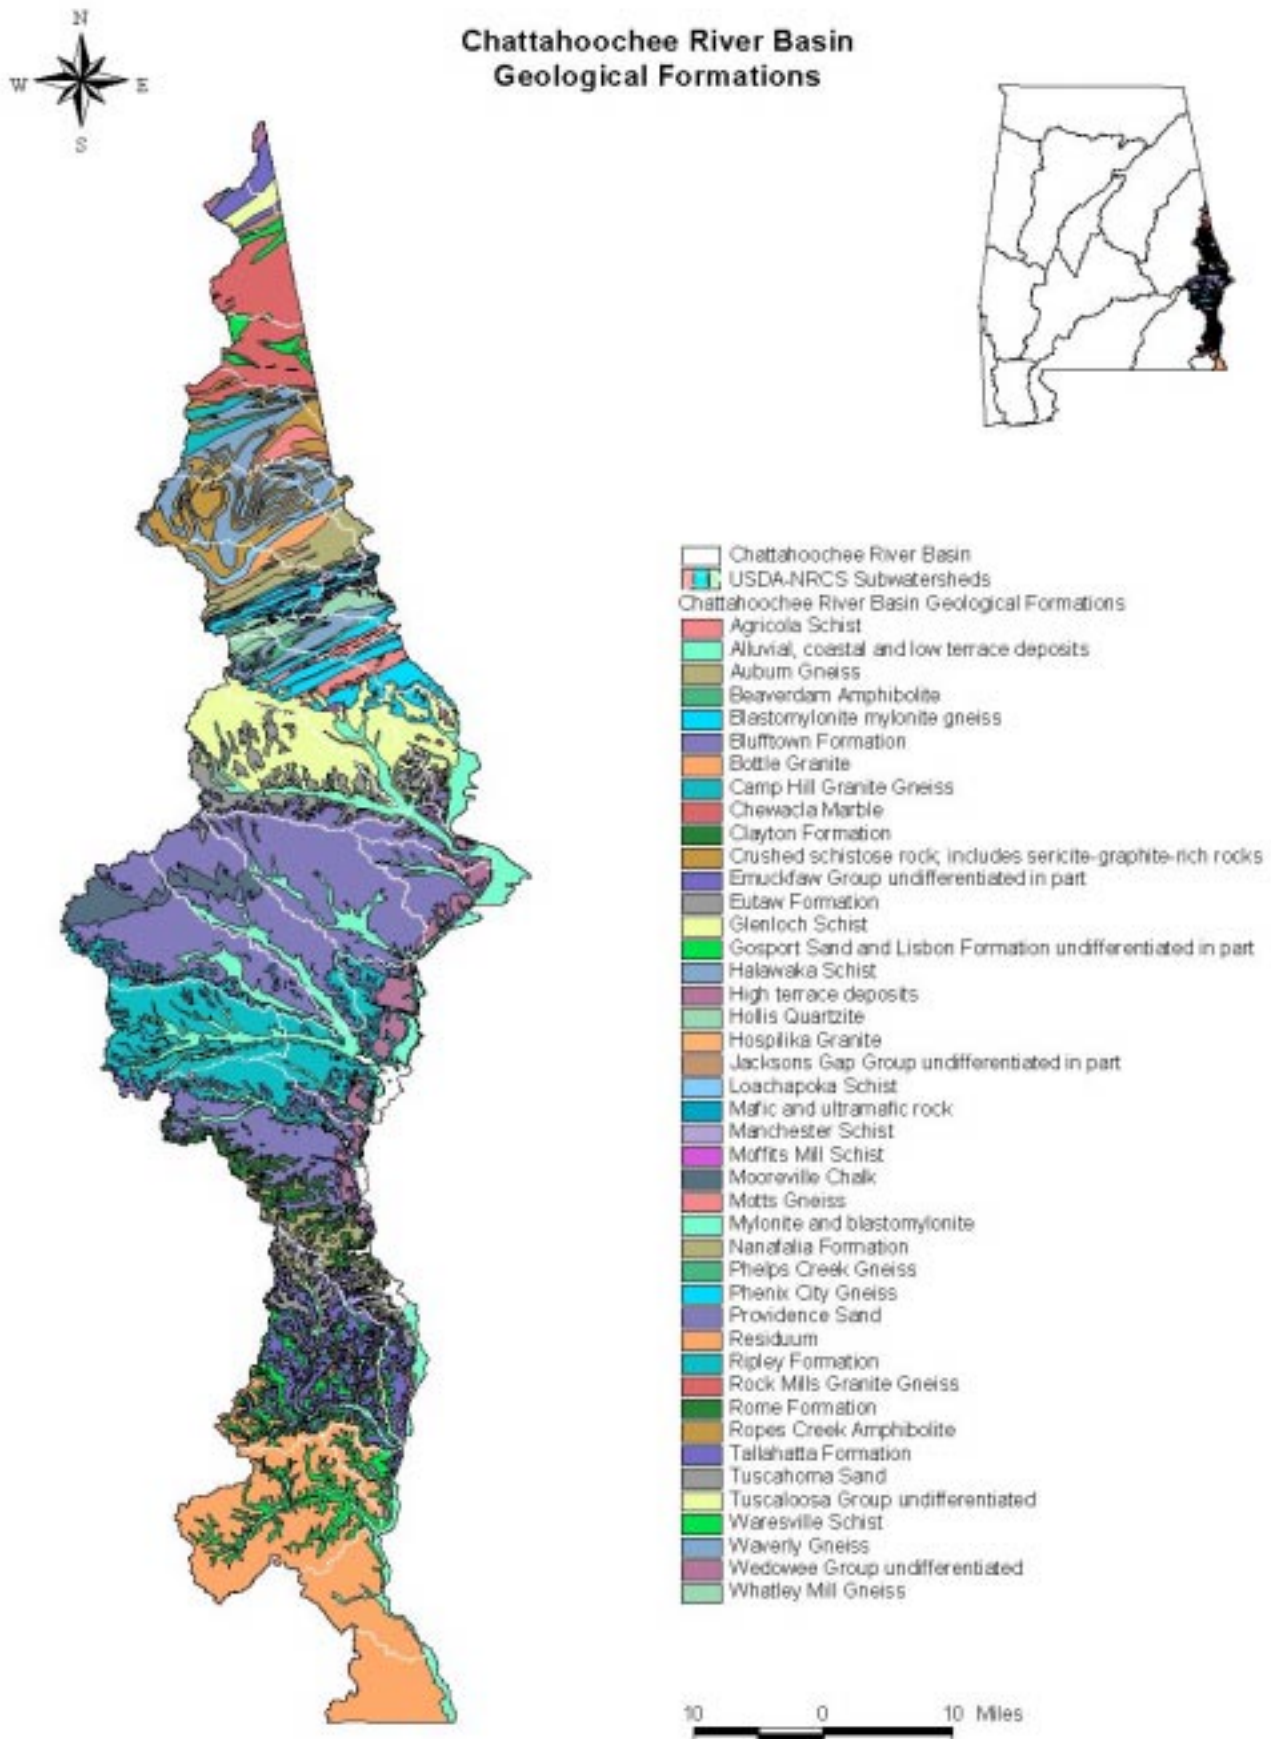 Chattahoochee River Basin
Geological Formations
N
W
E
S
Chattahoochee River Basin
USDA-NRCS Subwatersheds
Chattahoochee River Basin Geological Formations
Agricola Schist
Alluvial, coastal and low terrace deposits
Auburn Gneiss
Beaverdam Amphibolite
Blastomylonite mylonite gneiss
Blufftown Formation
Bottle Granite
Camp Hill Granite Gneiss
Chewacla Marble
Clayton Formation
Crushed schistose rock; includes sericite-graphite-rich rocks
Emuckfaw Group undifferentiated in part
Eutaw Formation
Glenloch Schist
Gosport Sand and Lisbon Formation undifferentiated in part
Halawaka Schist
High terrace deposits
Hollis Quartzite
Hospilika Granite
Jacksons Gap Group undifferentiated in part
Loachapoka Schist
Mafic and ultramafic rock
Manchester Schist
Moffits Mill Schist
Mooreville Chalk
Motts Gneiss
Mylonite and blastomylonite
Nanafalia Formation
Phelps Creek Gneiss
Phenix City Gneiss
Providence Sand
Residuum
Ripley Formation
Rock Mills Granite Gneiss
Rome Formation
Ropes Creek Amphibolite
Tallahatta Formation
Tuscahoma Sand
Tuscaloosa Group undifferentiated
Waresville Schist
Waverly Gneiss
Wedowee Group undifferentiated
Whatley Mill Gneiss
10 0 10 Miles